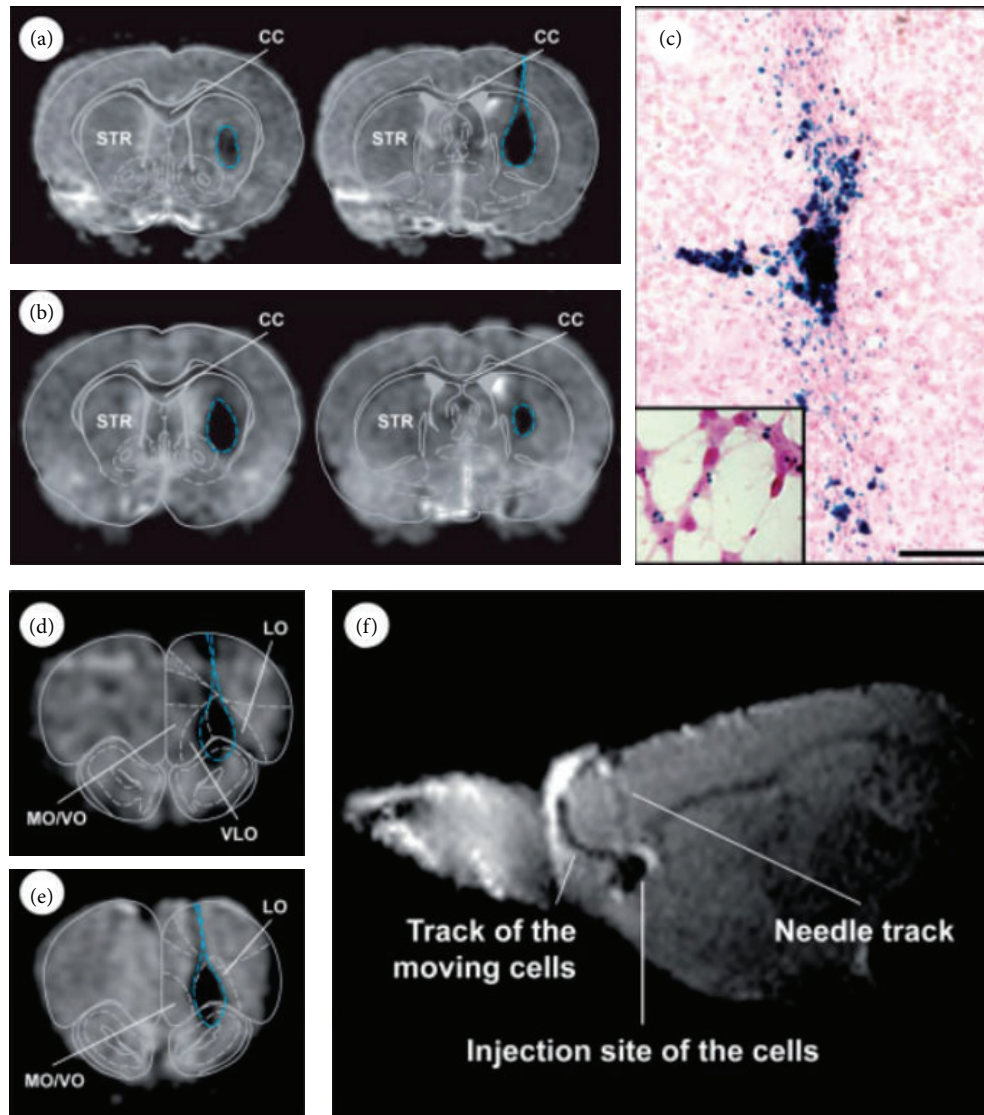 (a)
CC
CC
STR
STR
(b)
CC
CC
STR
STR
(c)
(d)
LO
MO/VO
VLO
(e)
LO
MO/VO
(f)
Track of the
moving cells
Needle track
Injection site of the cells